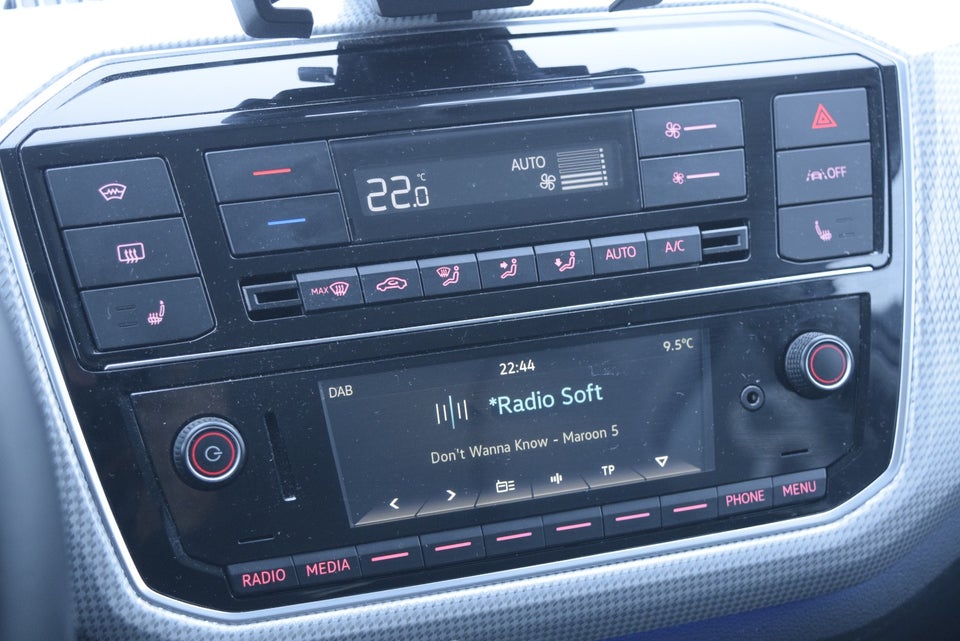 22.0 °C AUTO
OFF
MAX AUTO A/C
DAB 22:44 9.5°C
*Radio Soft
Don't Wanna Know - Maroon 5
TP
RADIO MEDIA PHONE MENU